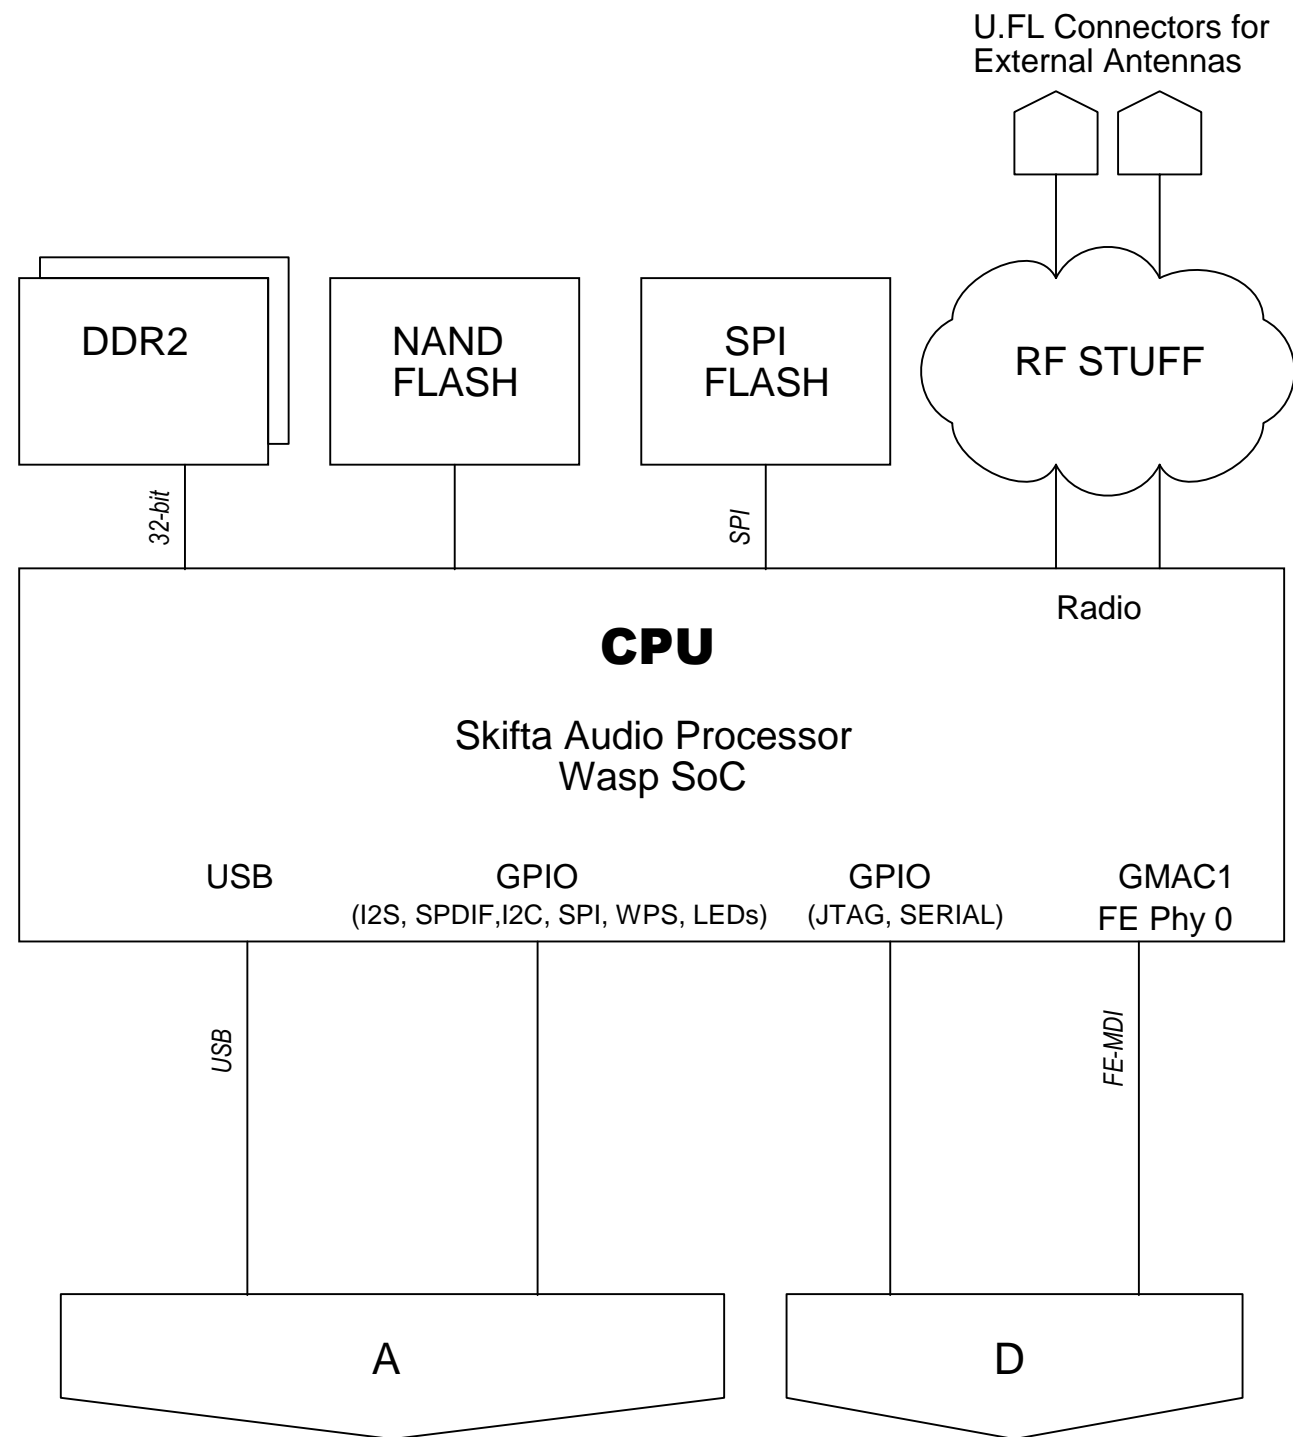 U.FL Connectors for
External Antennas
DDR2
NAND
FLASH
SPI
FLASH
RF STUFF
32-bit
SPI
Radio
CPU
Skifta Audio Processor
Wasp SoC
USB
GPIO
(I2S, SPDIF,I2C, SPI, WPS, LEDs)
GPIO
(JTAG, SERIAL)
GMAC1
FE Phy 0
USB
FE-MDI
A
D